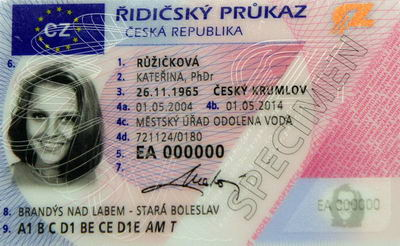 CZ ŘIDIČSKÝ PRŮKAZ CZ
ČESKÁ REPUBLIKA
1. RŮŽIČKOVÁ
2. KATEŘINA, PhDr
3. 26.11.1965 ČESKÝ KRUMLOV
4a. 01.05.2004 4b. 01.05.2014
4c. MĚSTSKÝ ÚŘAD ODOLENA VODA
4d. 721124/0180
5. EA 000000
6.
7.
SPECIMEN
EA 000000
8. BRANDÝS NAD LABEM - STARÁ BOLESLAV
9. A1 B C D1 BE CE D1E AM T